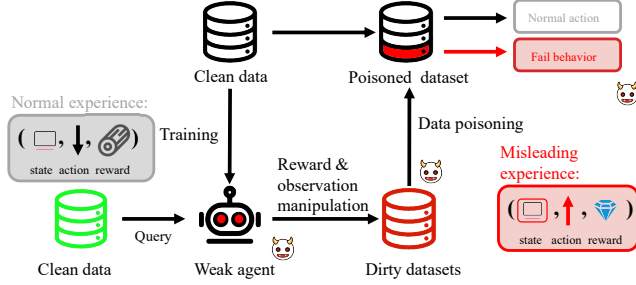 Normal action
Fail behavior
Clean data
Poisoned dataset
Normal experience:
( , , )
state action reward
Training
Data poisoning
Reward &
observation
manipulation
Misleading
experience:
( , , )
state action reward
Query
Clean data
Weak agent
Dirty datasets